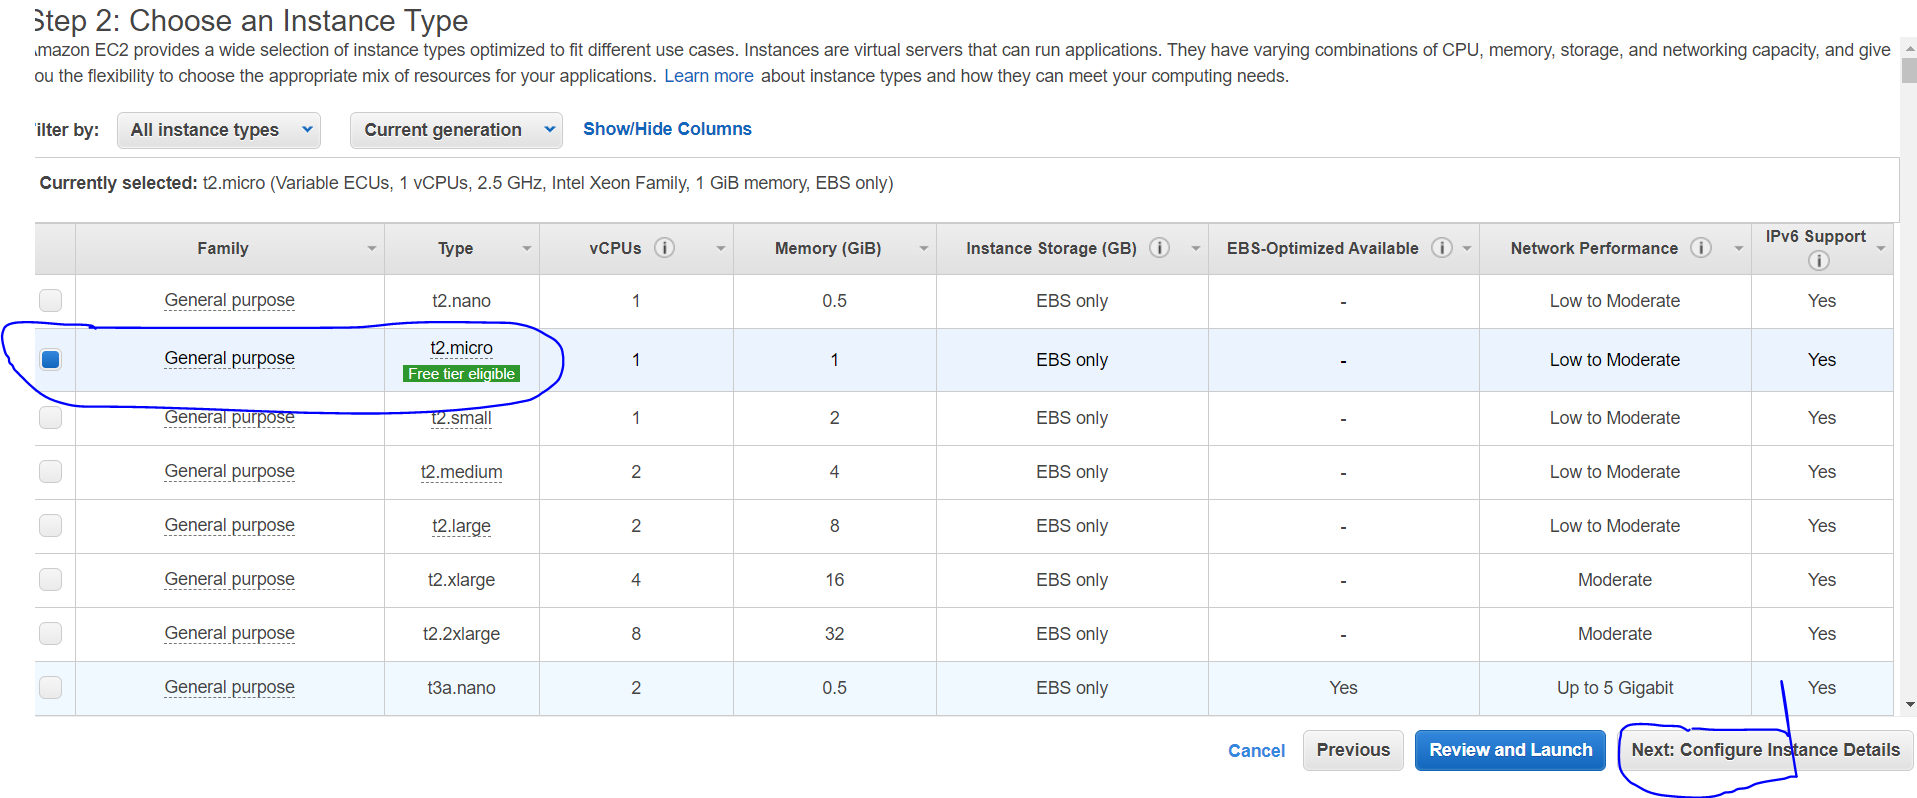 Step 2: Choose an Instance Type
Amazon EC2 provides a wide selection of instance types optimized to fit different use cases. Instances are virtual servers that can run applications. They have varying combinations of CPU, memory, storage, and networking capacity, and give
ou the flexibility to choose the appropriate mix of resources for your applications. Learn more about instance types and how they can meet your computing needs.
ilter by: All instance types Current generation Show/Hide Columns
Currently selected: t2.micro (Variable ECUs, 1 vCPUs, 2.5 GHz, Intel Xeon Family, 1 GiB memory, EBS only)
Family Type vCPUs Memory (GiB) Instance Storage (GB) EBS-Optimized Available Network Performance IPv6 Support
General purpose t2.nano 1 0.5 EBS only - Low to Moderate Yes
General purpose t2.micro 1 1 EBS only - Low to Moderate Yes
Free tier eligible
General purpose t2.small 1 2 EBS only - Low to Moderate Yes
General purpose t2.medium 2 4 EBS only - Low to Moderate Yes
General purpose t2.large 2 8 EBS only - Low to Moderate Yes
General purpose t2.xlarge 4 16 EBS only - Moderate Yes
General purpose t2.2xlarge 8 32 EBS only - Moderate Yes
General purpose t3a.nano 2 0.5 EBS only Yes Up to 5 Gigabit Yes
Cancel Previous Review and Launch Next: Configure Instance Details